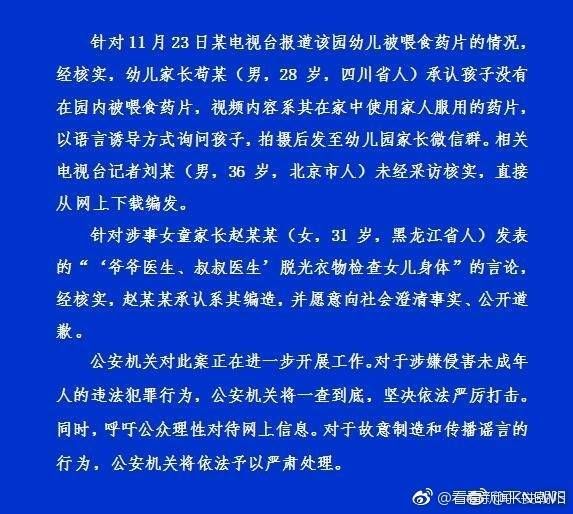 针对11月23日某电视台报道该园幼儿被喂食药片的情况，
经核实，幼儿家长荀某（男，28 岁，四川省人）承认孩子没有
在园内被喂食药片，视频内容系其在家中使用家人服用的药片，
以语言诱导方式询问孩子，拍摄后发至幼儿园家长微信群。相关
电视台记者刘某（男，36 岁，北京市人）未经采访核实，直接
从网上下载编发。
针对涉事女童家长赵某某（女，31 岁，黑龙江省人）发表
的“‘爷爷医生、叔叔医生’脱光衣物检查女儿身体”的言论，
经核实，赵某某承认系其编造，并愿意向社会澄清事实、公开道
歉。
公安机关对此案正在进一步开展工作。对于涉嫌侵害未成年
人的违法犯罪行为，公安机关将一查到底，坚决依法严厉打击。
同时，呼吁公众理性对待网上信息。对于故意制造和传播谣言的
行为，公安机关将依法予以严肃处理。